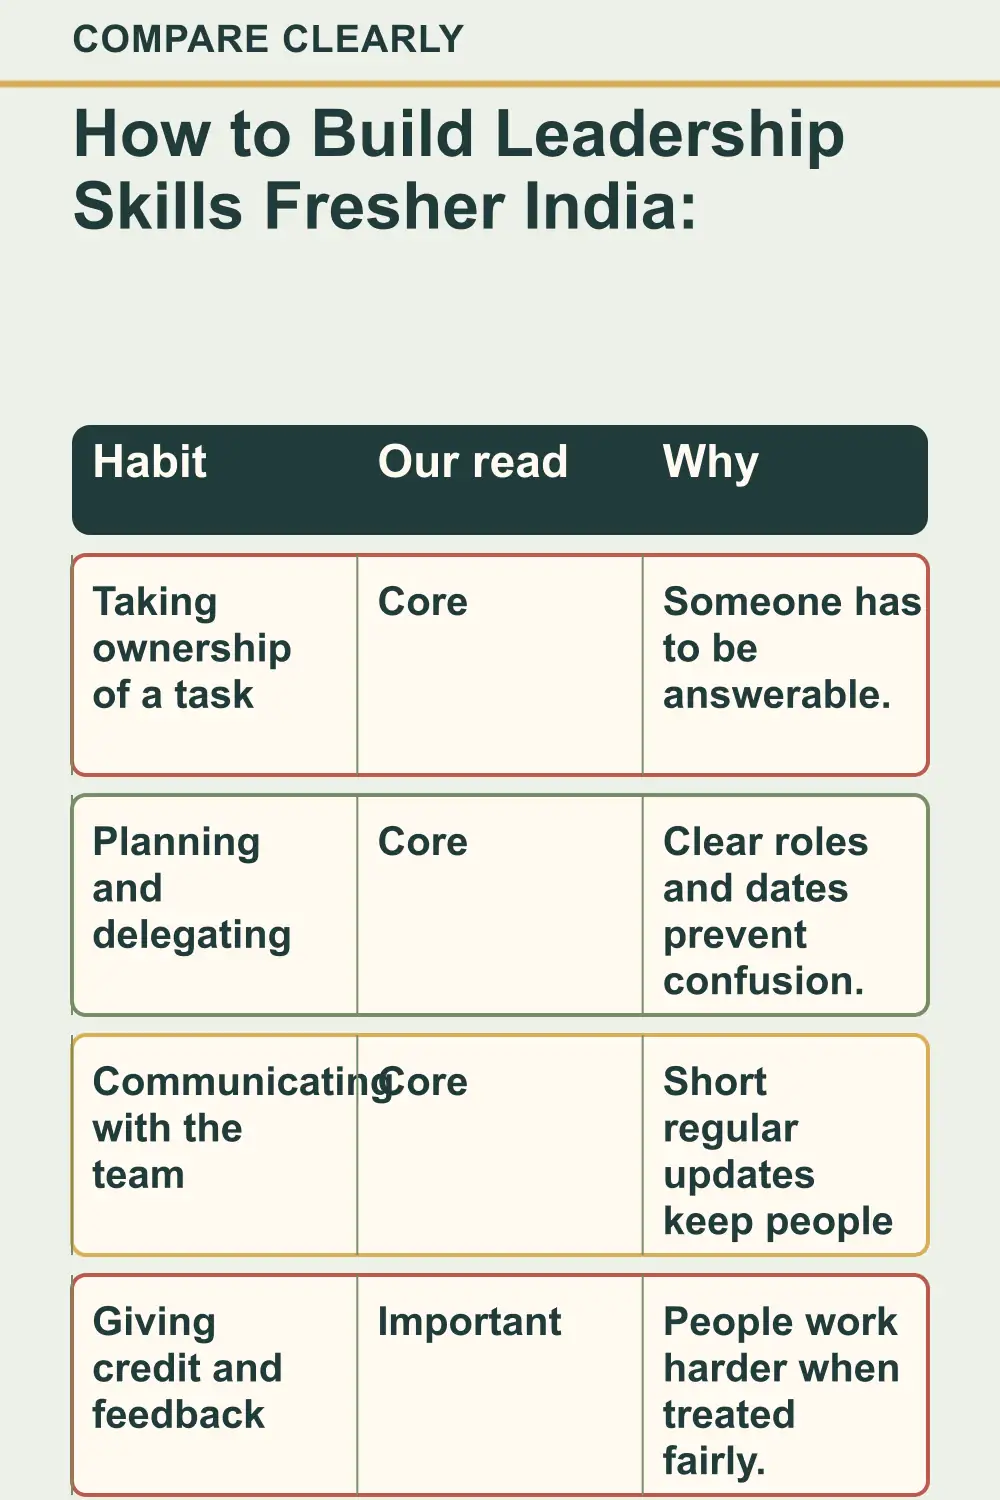 COMPARE CLEARLY
How to Build Leadership
Skills Fresher India:
Habit
Our read
Why
Taking
ownership
of a task
Core
Someone has
to be
answerable.
Planning
and
delegating
Core
Clear roles
and dates
prevent
confusion.
Communicating
with the
team
Core
Short
regular
updates
keep people
Giving
credit and
feedback
Important
People work
harder when
treated
fairly.